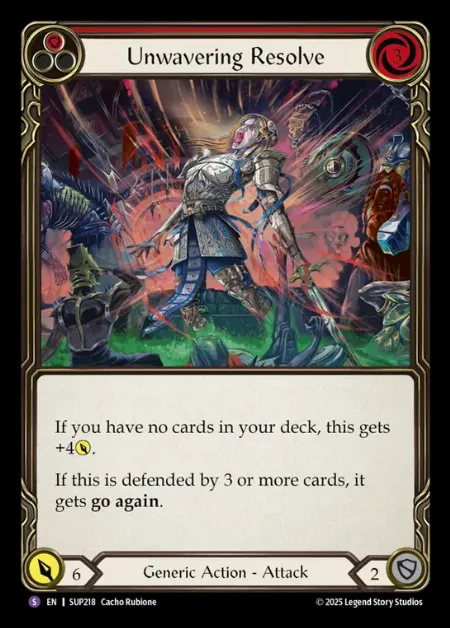 Unwavering Resolve
3
If you have no cards in your deck, this gets
+4.
If this is defended by 3 or more cards, it
gets go again.
6
Generic Action - Attack
2
S EN | SUP218 Cacho Rubione
© 2025 Legend Story Studios